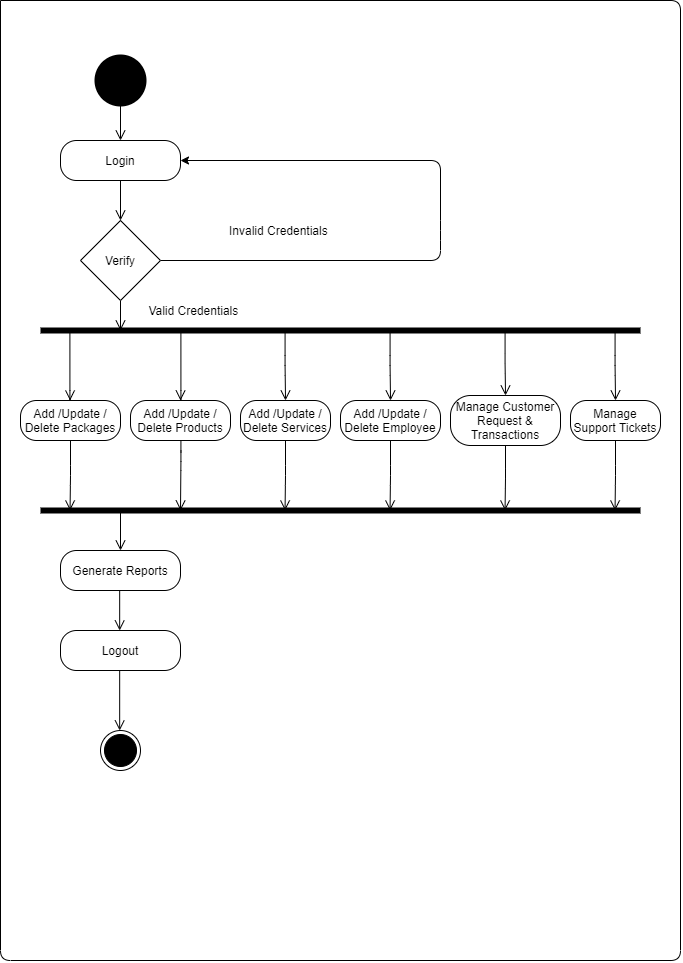 Login
Invalid Credentials
Verify
Valid Credentials
Add /Update /
Delete Packages
Add /Update /
Delete Products
Add /Update /
Delete Services
Add /Update /
Delete Employee
Manage Customer
Request &
Transactions
Manage
Support Tickets
Generate Reports
Logout